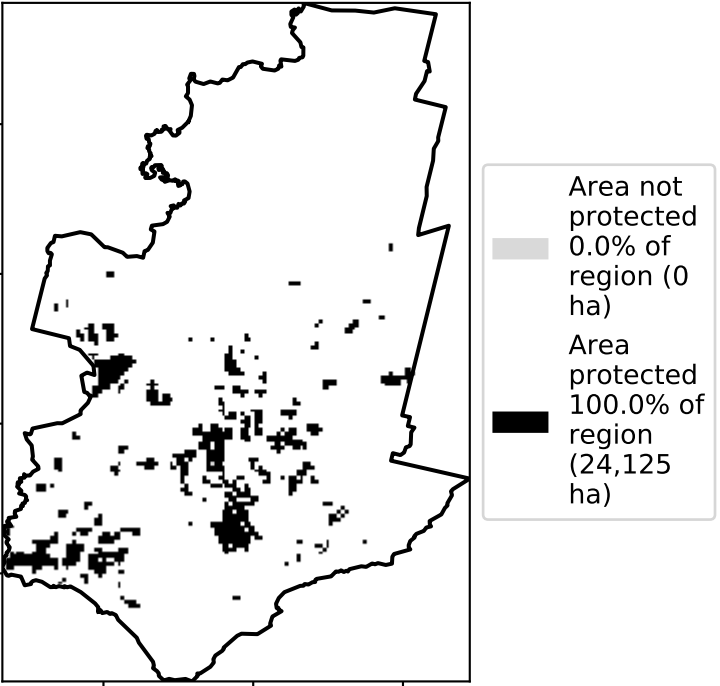 Area not
protected
0.0% of
region (0
ha)
Area
protected
100.0% of
region
(24,125
ha)